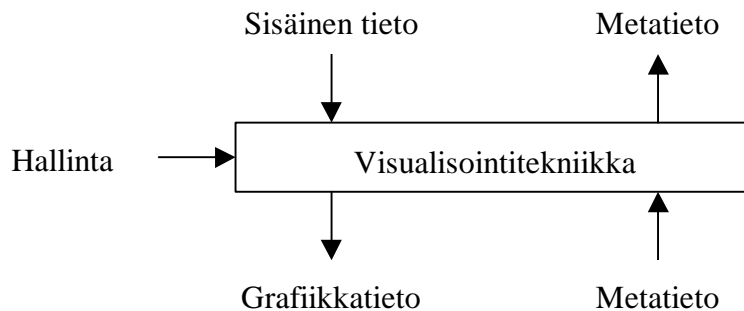 Sisäinen tieto
Metatieto
Hallinta
Visualisointitekniikka
Grafiikkatieto
Metatieto